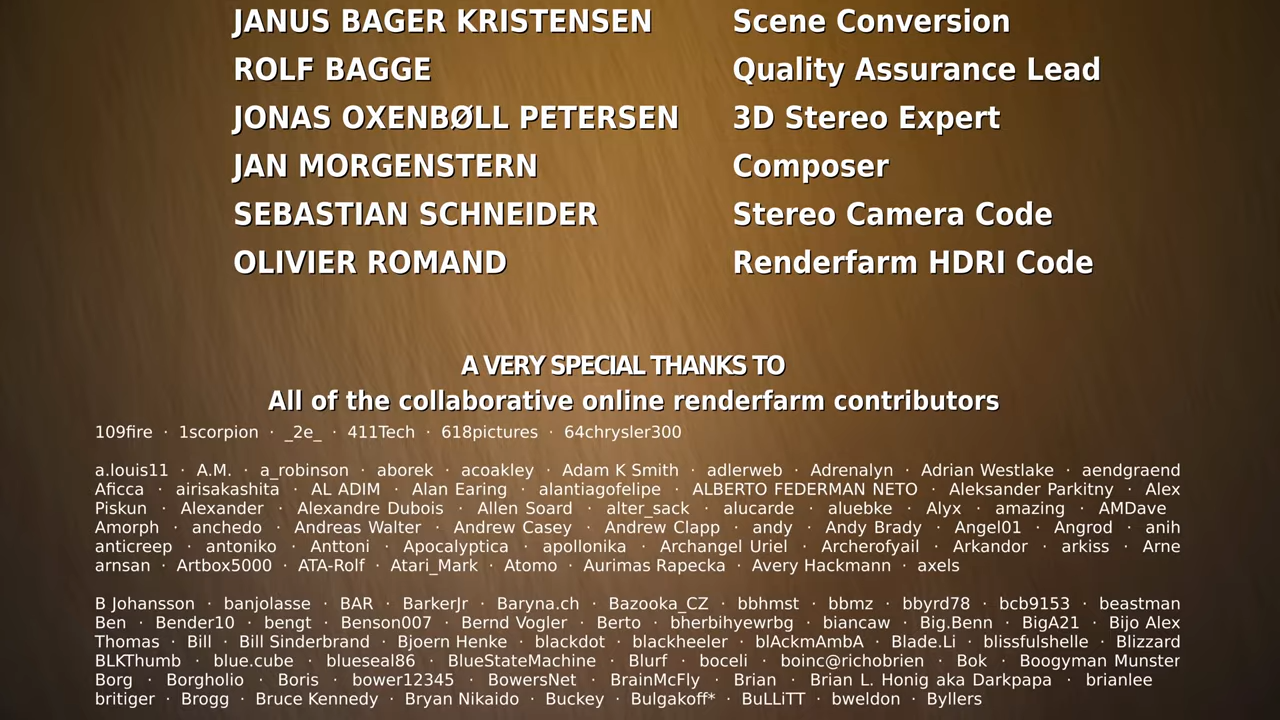 JANUS BAGER KRISTENSEN Scene Conversion
ROLF BAGGE Quality Assurance Lead
JONAS OXENBØLL PETERSEN 3D Stereo Expert
JAN MORGENSTERN Composer
SEBASTIAN SCHNEIDER Stereo Camera Code
OLIVIER ROMAND Renderfarm HDRI Code
A VERY SPECIAL THANKS TO
All of the collaborative online renderfarm contributors
109fire · 1scorpion · _2e_ · 411Tech · 618pictures · 64chrysler300
a.louis11 · A.M. · a_robinson · aborek · acoakley · Adam K Smith · adlerweb · Adrenalyn · Adrian Westlake · aendgraend
Aficca · airisakashita · AL ADIM · Alan Earing · alantiagofelipe · ALBERTO FEDERMAN NETO · Aleksander Parkitny · Alex
Piskun · Alexander · Alexandre Dubois · Allen Soard · alter_sack · alucarde · aluebke · Alyx · amazing · AMDave
Amorph · anchedo · Andreas Walter · Andrew Casey · Andrew Clapp · andy · Andy Brady · Angel01 · Angrod · anih
anticreep · antoniko · Anttoni · Apocalyptica · apollonika · Archangel Uriel · Archerofyail · Arkandor · arkiss · Arne
arnsan · Artbox5000 · ATA-Rolf · Atari_Mark · Atomo · Aurimas Rapecka · Avery Hackmann · axels
B Johansson · banjolasse · BAR · BarkerJr · Baryna.ch · Bazooka_CZ · bbhmst · bbmz · bbyrd78 · bcb9153 · beastman
Ben · Bender10 · bengt · Benson007 · Bernd Vogler · Berto · bherbihyewrbg · biancaw · Big.Benn · BigA21 · Bijo Alex
Thomas · Bill · Bill Sinderbrand · Bjoern Henke · blackdot · blackheeler · blAckmAmbA · Blade.Li · blissfulshelle · Blizzard
BLKThumb · blue.cube · blueseal86 · BlueStateMachine · Blurf · boceli · boinc@richobrien · Bok · Boogyman Munster
Borg · Borgholio · Boris · bower12345 · BowersNet · BrainMcFly · Brian · Brian L. Honig aka Darkpapa · brianlee
britiger · Brogg · Bruce Kennedy · Bryan Nikaido · Buckey · Bulgakoff* · BuLLiTT · bweldon · Byllers